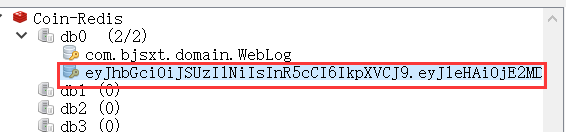 Coin-Redis
db0 (2/2)
com.bjsxt.domain.WebLog
eyJhbGciOiJSUzI1NiIsInR5cCI6IkpXVCJ9.eyJleHAiOjE2MD
db1 (0)
db2 (0)
db3 (0)